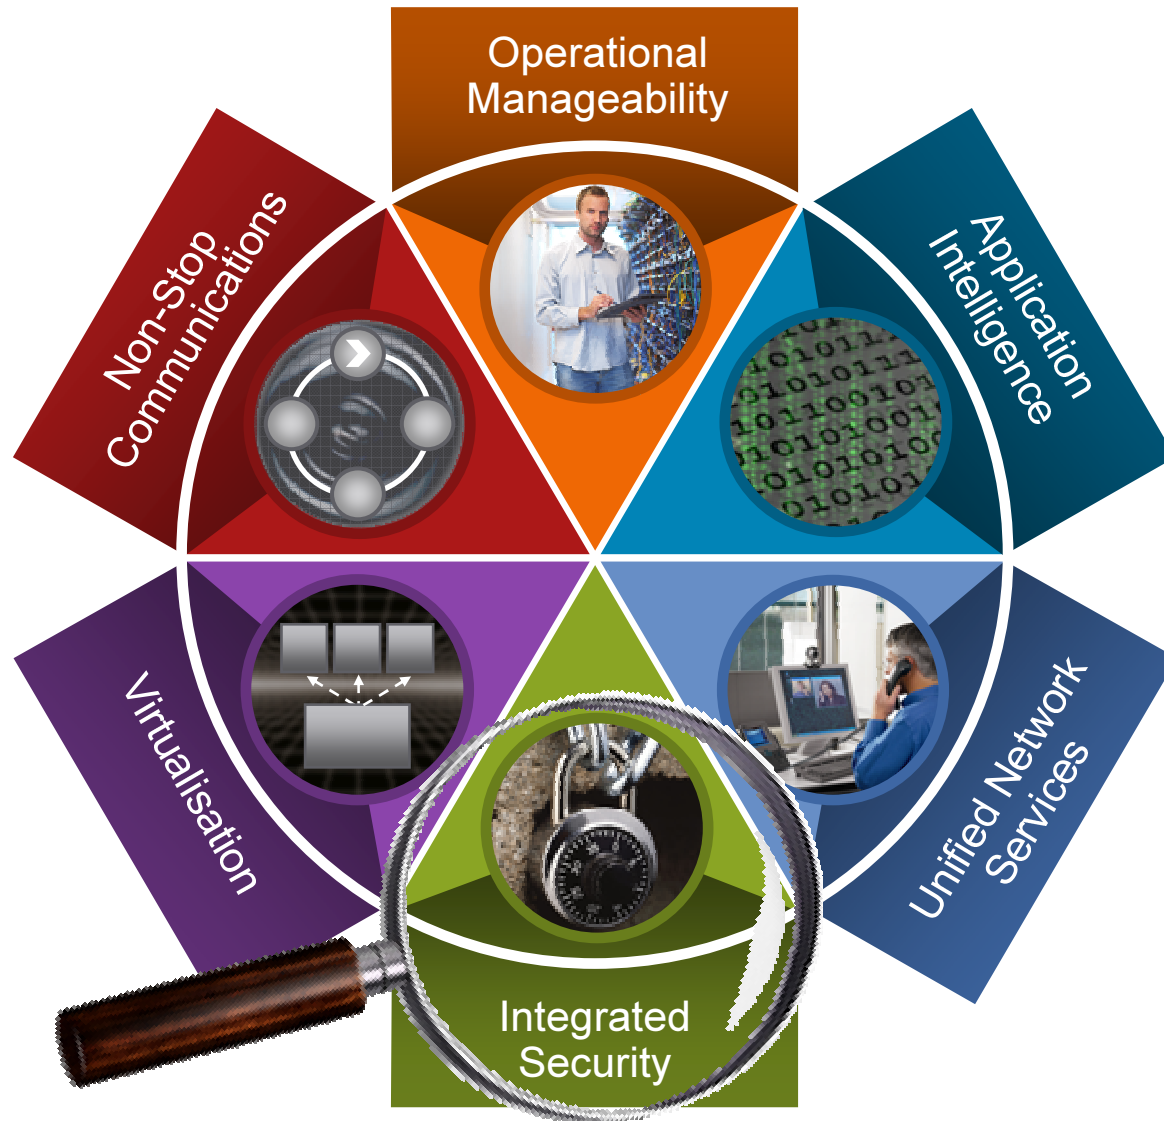 Operational
Manageability
Non-Stop
Communications
Application
Intelligence
Virtualisation
Unified Network
Services
Integrated
Security